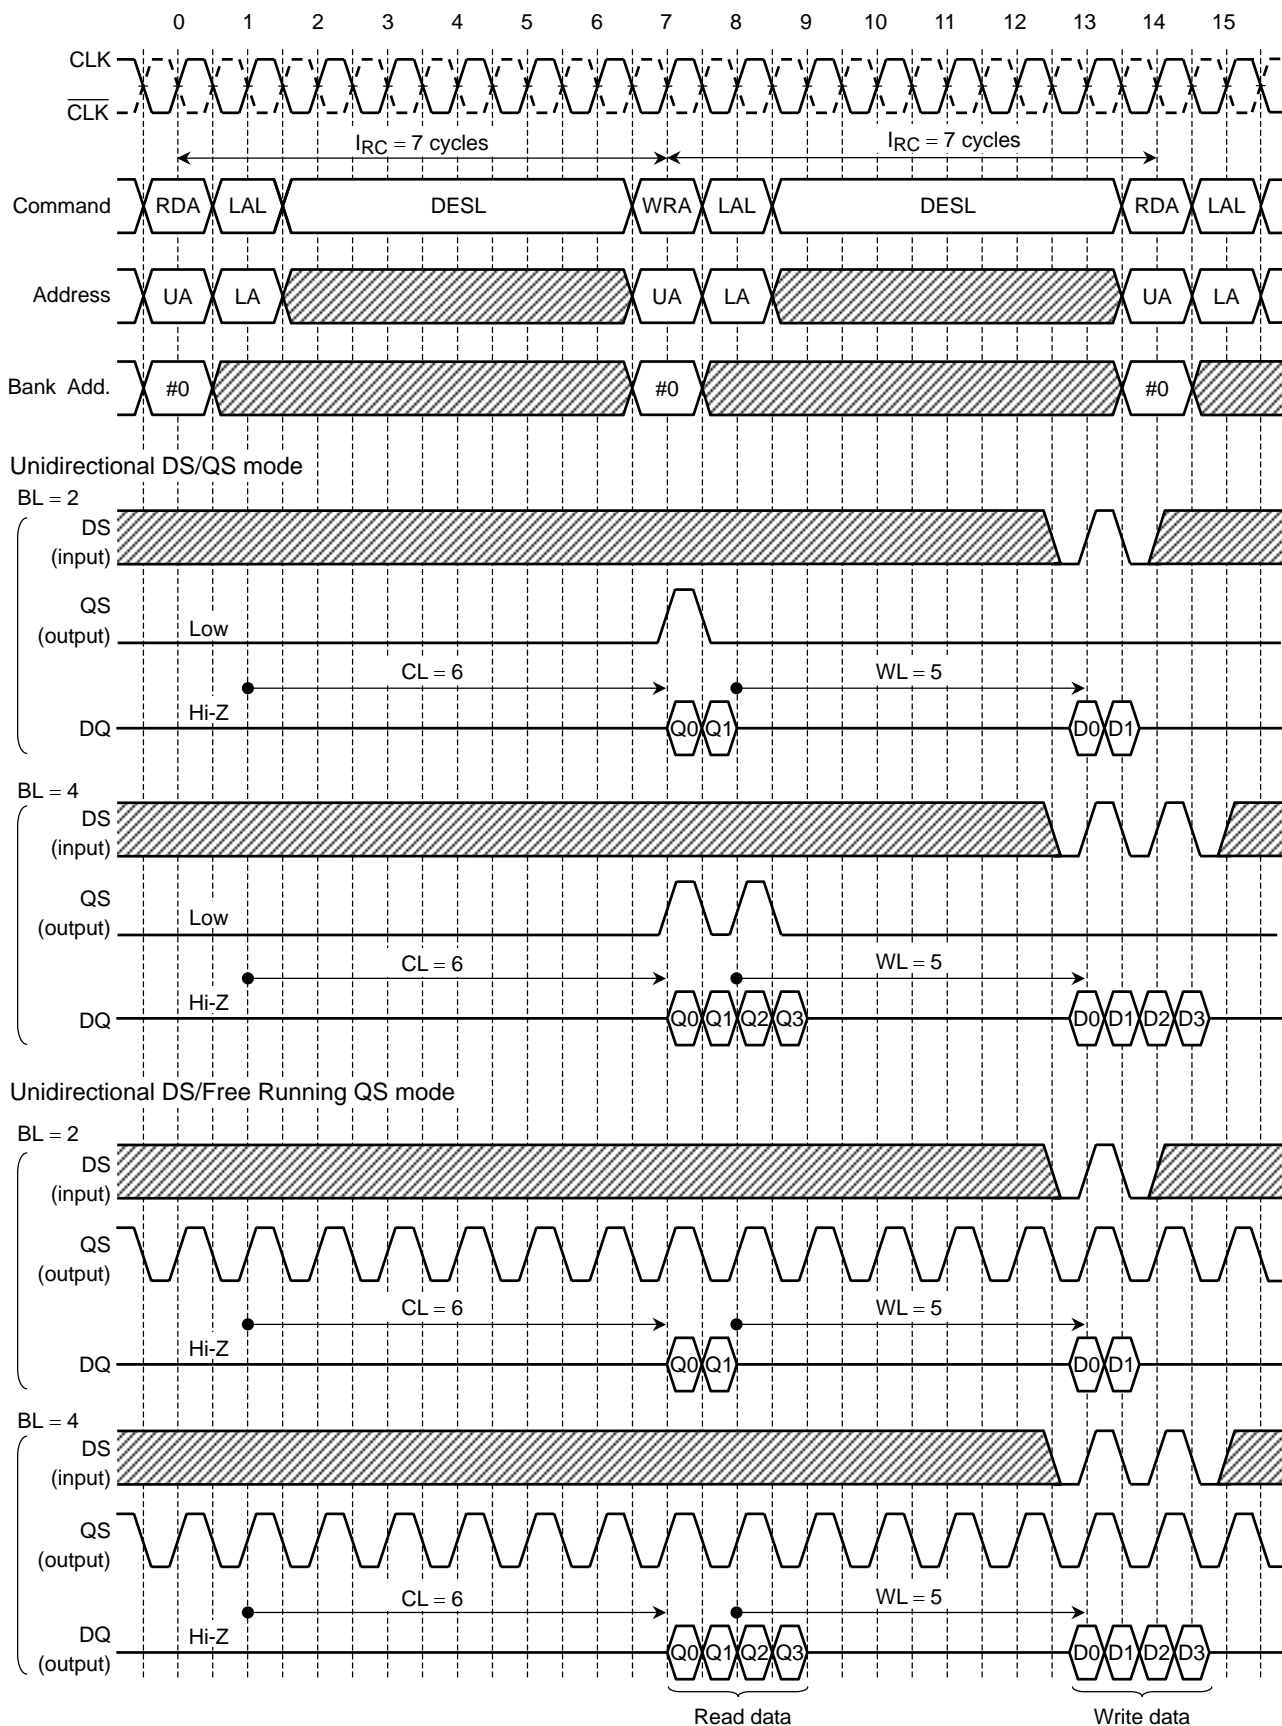 0 1 2 3 4 5 6 7 8 9 10 11 12 13 14 15
CLK
CLK
IRC = 7 cycles IRC = 7 cycles
Command RDA LAL DESL WRA LAL DESL RDA LAL
Address UA LA UA LA UA LA
Bank Add. #0 #0 #0
Unidirectional DS/QS mode
BL = 2
DS
(input)
QS
(output) Low
CL = 6 WL = 5
Hi-Z
DQ Q0 Q1 D0 D1
BL = 4
DS
(input)
QS
(output) Low
CL = 6 WL = 5
Hi-Z
DQ Q0 Q1 Q2 Q3 D0 D1 D2 D3
Unidirectional DS/Free Running QS mode
BL = 2
DS
(input)
QS
(output)
CL = 6 WL = 5
Hi-Z
DQ Q0 Q1 D0 D1
BL = 4
DS
(input)
QS
(output)
CL = 6 WL = 5
DQ Hi-Z
(output) Q0 Q1 Q2 Q3 D0 D1 D2 D3
Read data Write data